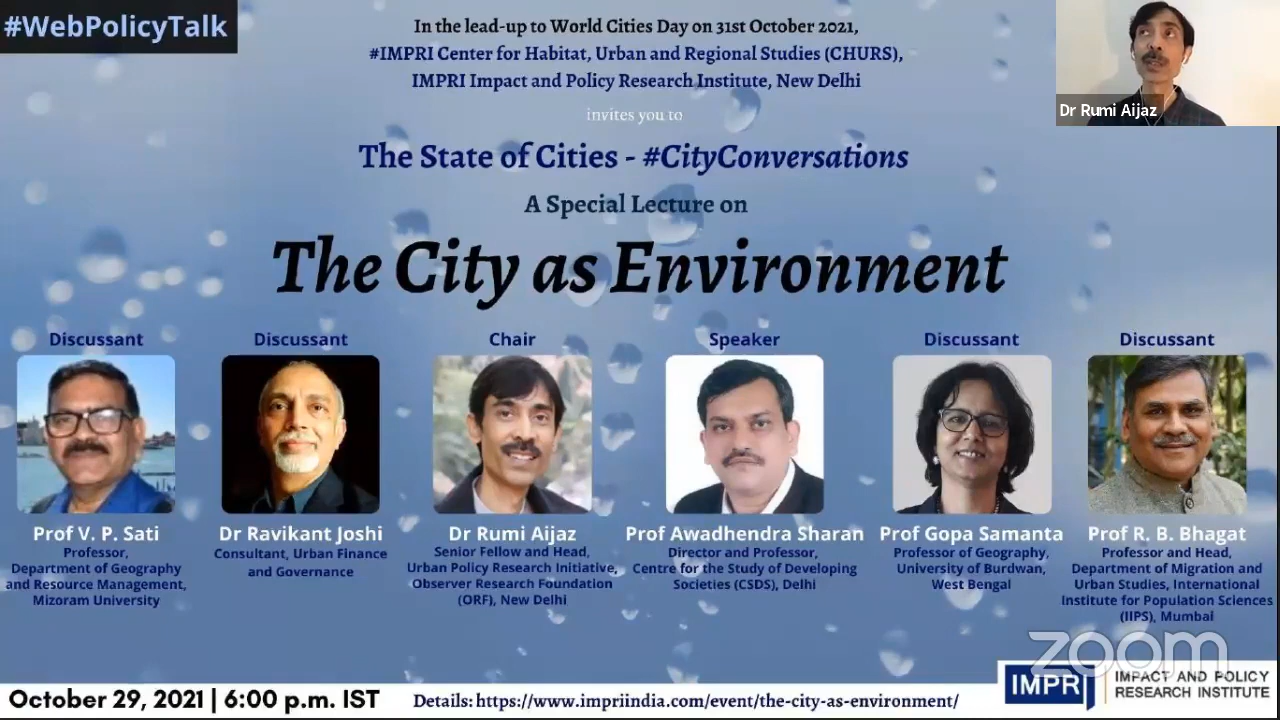 #WebPolicyTalk
In the lead-up to World Cities Day on 31st October 2021,
#IMPRI Center for Habitat, Urban and Regional Studies (CHURS),
IMPRI Impact and Policy Research Institute, New Delhi
invites you to
The State of Cities - #CityConversations
A Special Lecture on
The City as Environment
Dr Rumi Aijaz
Discussant
Prof V. P. Sati
Professor,
Department of Geography
and Resource Management,
Mizoram University
Discussant
Dr Ravikant Joshi
Consultant, Urban Finance
and Governance
Chair
Dr Rumi Aijaz
Senior Fellow and Head,
Urban Policy Research Initiative,
Observer Research Foundation
(ORF), New Delhi
Speaker
Prof Awadhendra Sharan
Director and Professor,
Centre for the Study of Developing
Societies (CSDS), Delhi
Discussant
Prof Gopa Samanta
Professor of Geography,
University of Burdwan,
West Bengal
Discussant
Prof R. B. Bhagat
Professor and Head,
Department of Migration and
Urban Studies, International
Institute for Population Sciences
(IIPS), Mumbai
zoom
October 29, 2021 | 6:00 p.m. IST
Details: https://www.impriindia.com/event/the-city-as-environment/
IMPRI
IMPACT AND POLICY
RESEARCH INSTITUTE